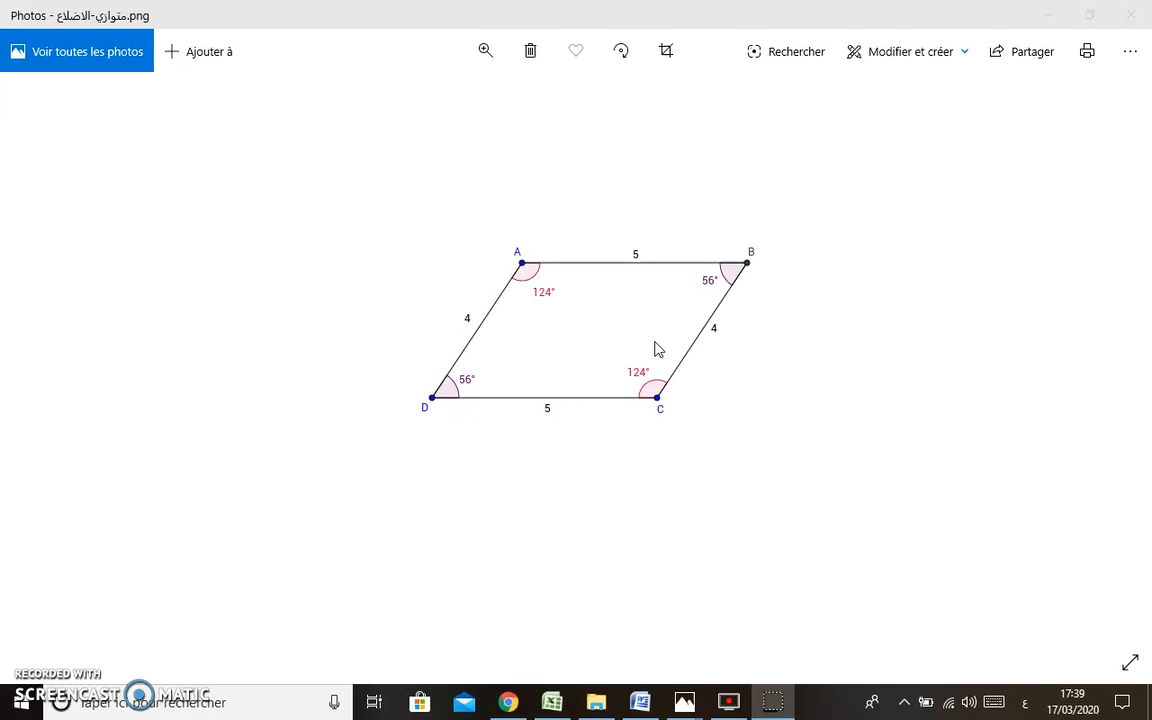 Photos - متوازي-الاضلاع.png
Voir toutes les photos
Ajouter à
Rechercher
Modifier et créer
Partager
A
5
B
124°
56°
4
4
56°
124°
D
5
C
RECORDED WITH
SCREENCAST MATIC
Taper ici pour rechercher
ع
17:39
17/03/2020